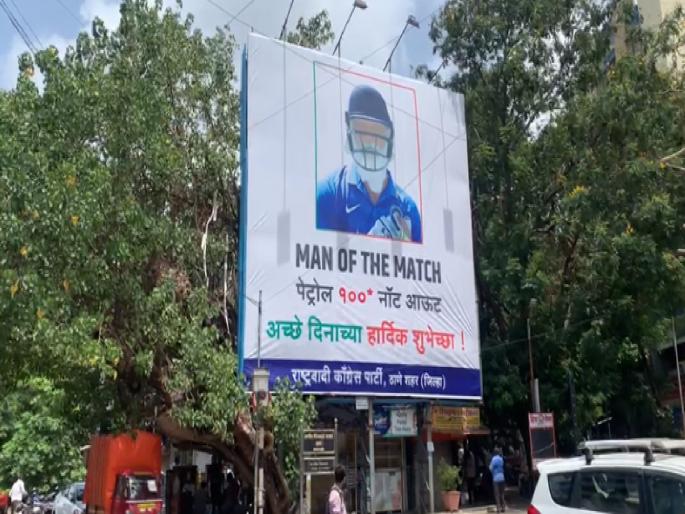 MAN OF THE MATCH
पेट्रोल १००* नॉट आऊट
अच्छे दिनाच्या हार्दिक शुभेच्छा !
राष्ट्रवादी काँग्रेस पार्टी, ठाणे शहर (जिल्हा)